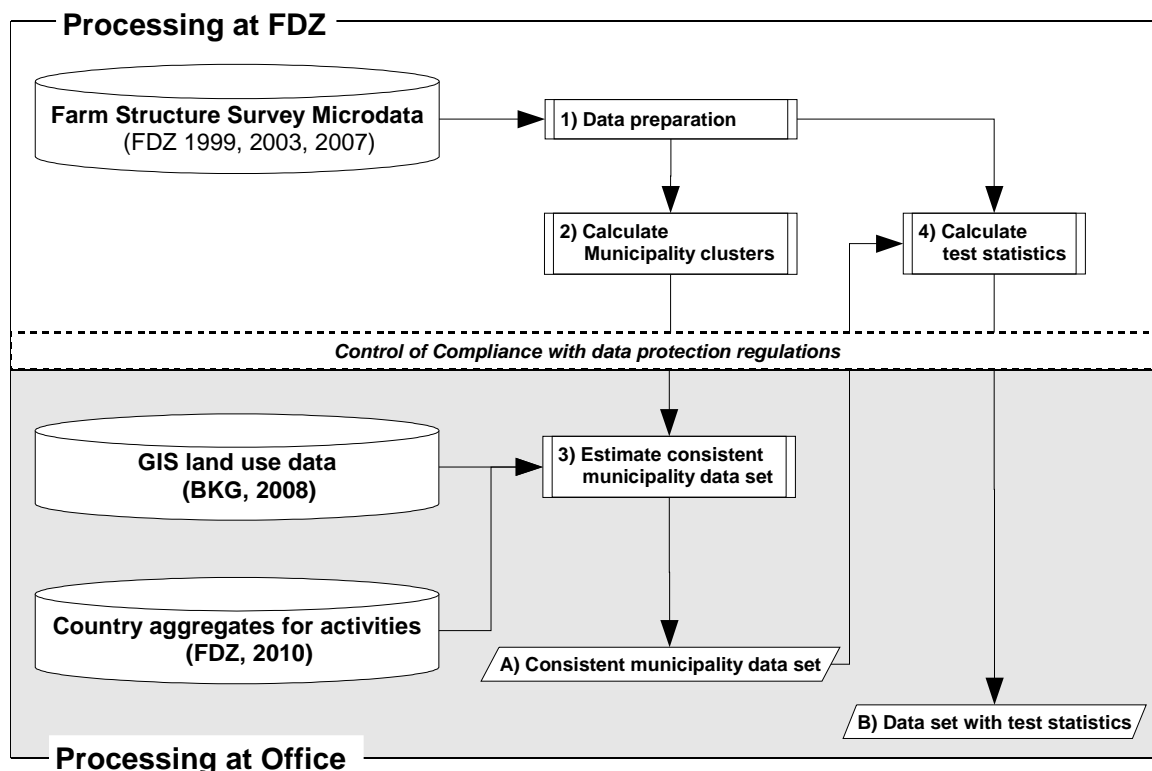 Processing at FDZ
Farm Structure Survey Microdata
(FDZ 1999, 2003, 2007)
1) Data preparation
2) Calculate
Municipality clusters
4) Calculate
test statistics
Control of Compliance with data protection regulations
GIS land use data
(BKG, 2008)
3) Estimate consistent
municipality data set
Country aggregates for activities
(FDZ, 2010)
A) Consistent municipality data set
B) Data set with test statistics
Processing at Office